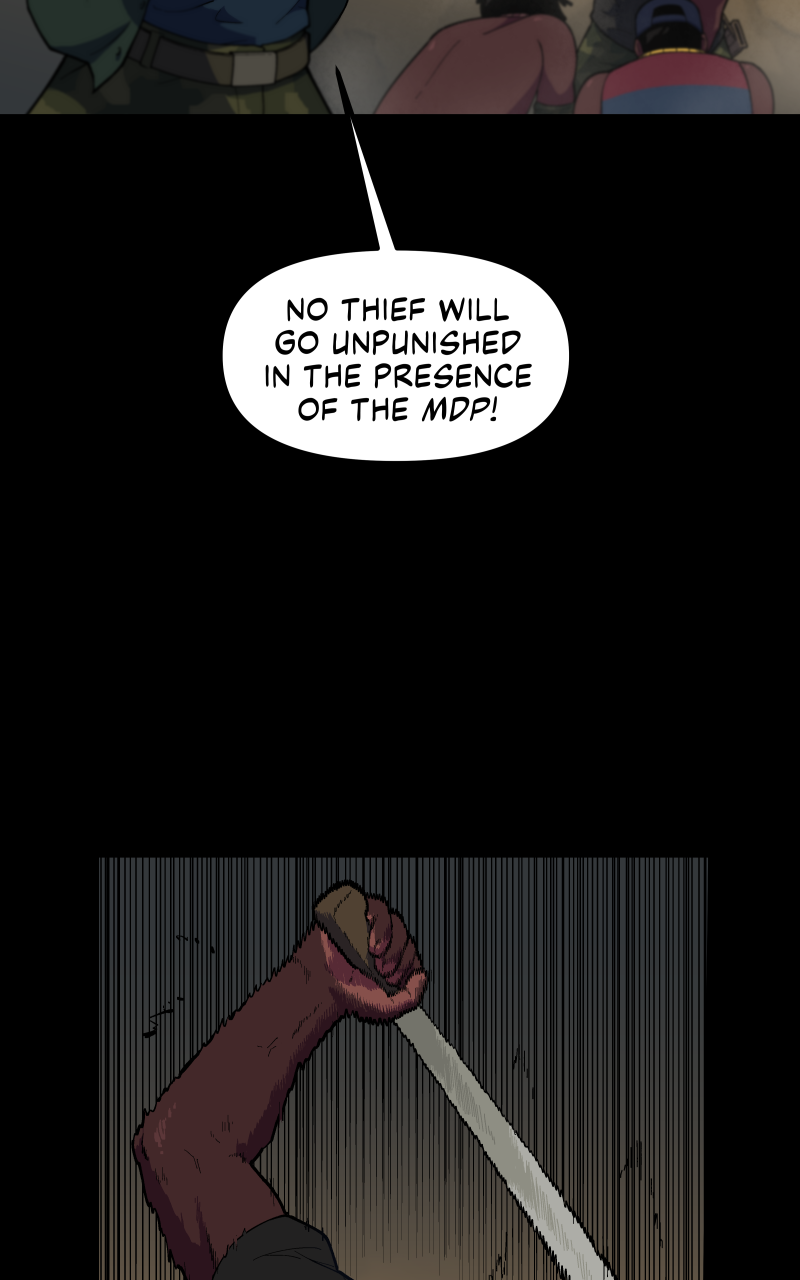 NO THIEF WILL
GO UNPUNISHED
IN THE PRESENCE
OF THE MDP!